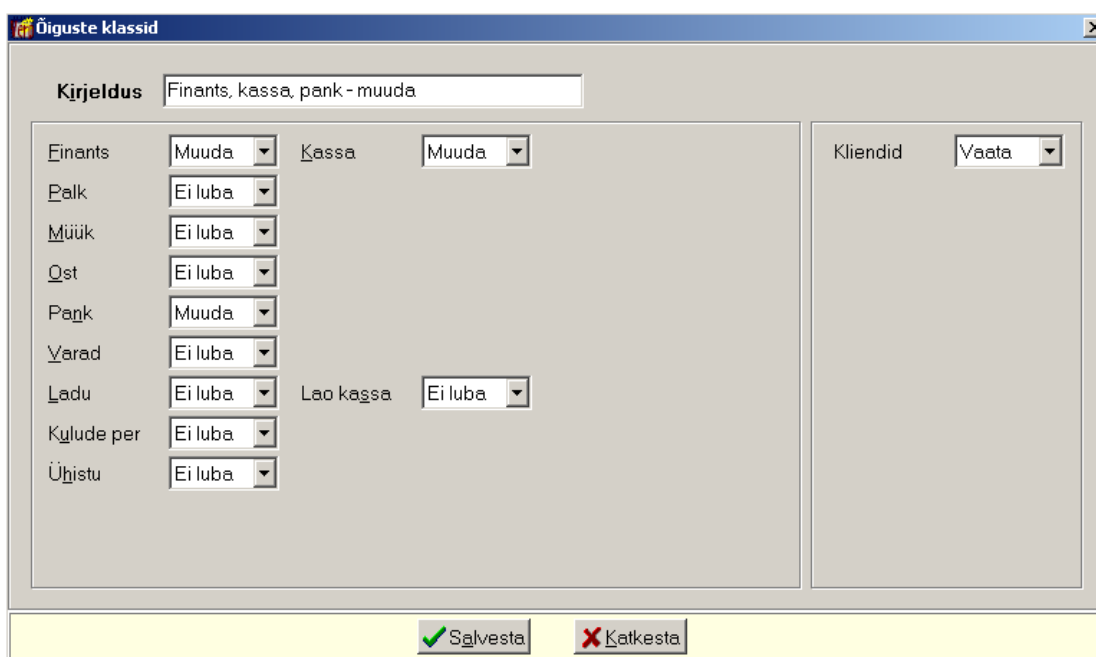 Õiguste klassid
Kirjeldus Finants, kassa, pank - muuda
Finants Muuda Kassa Muuda Kliendid Vaata
Palk Ei luba
Müük Ei luba
Ost Ei luba
Pank Muuda
Varad Ei luba
Ladu Ei luba Lao kassa Ei luba
Kulude per Ei luba
Ühistu Ei luba
Salvesta Katkesta